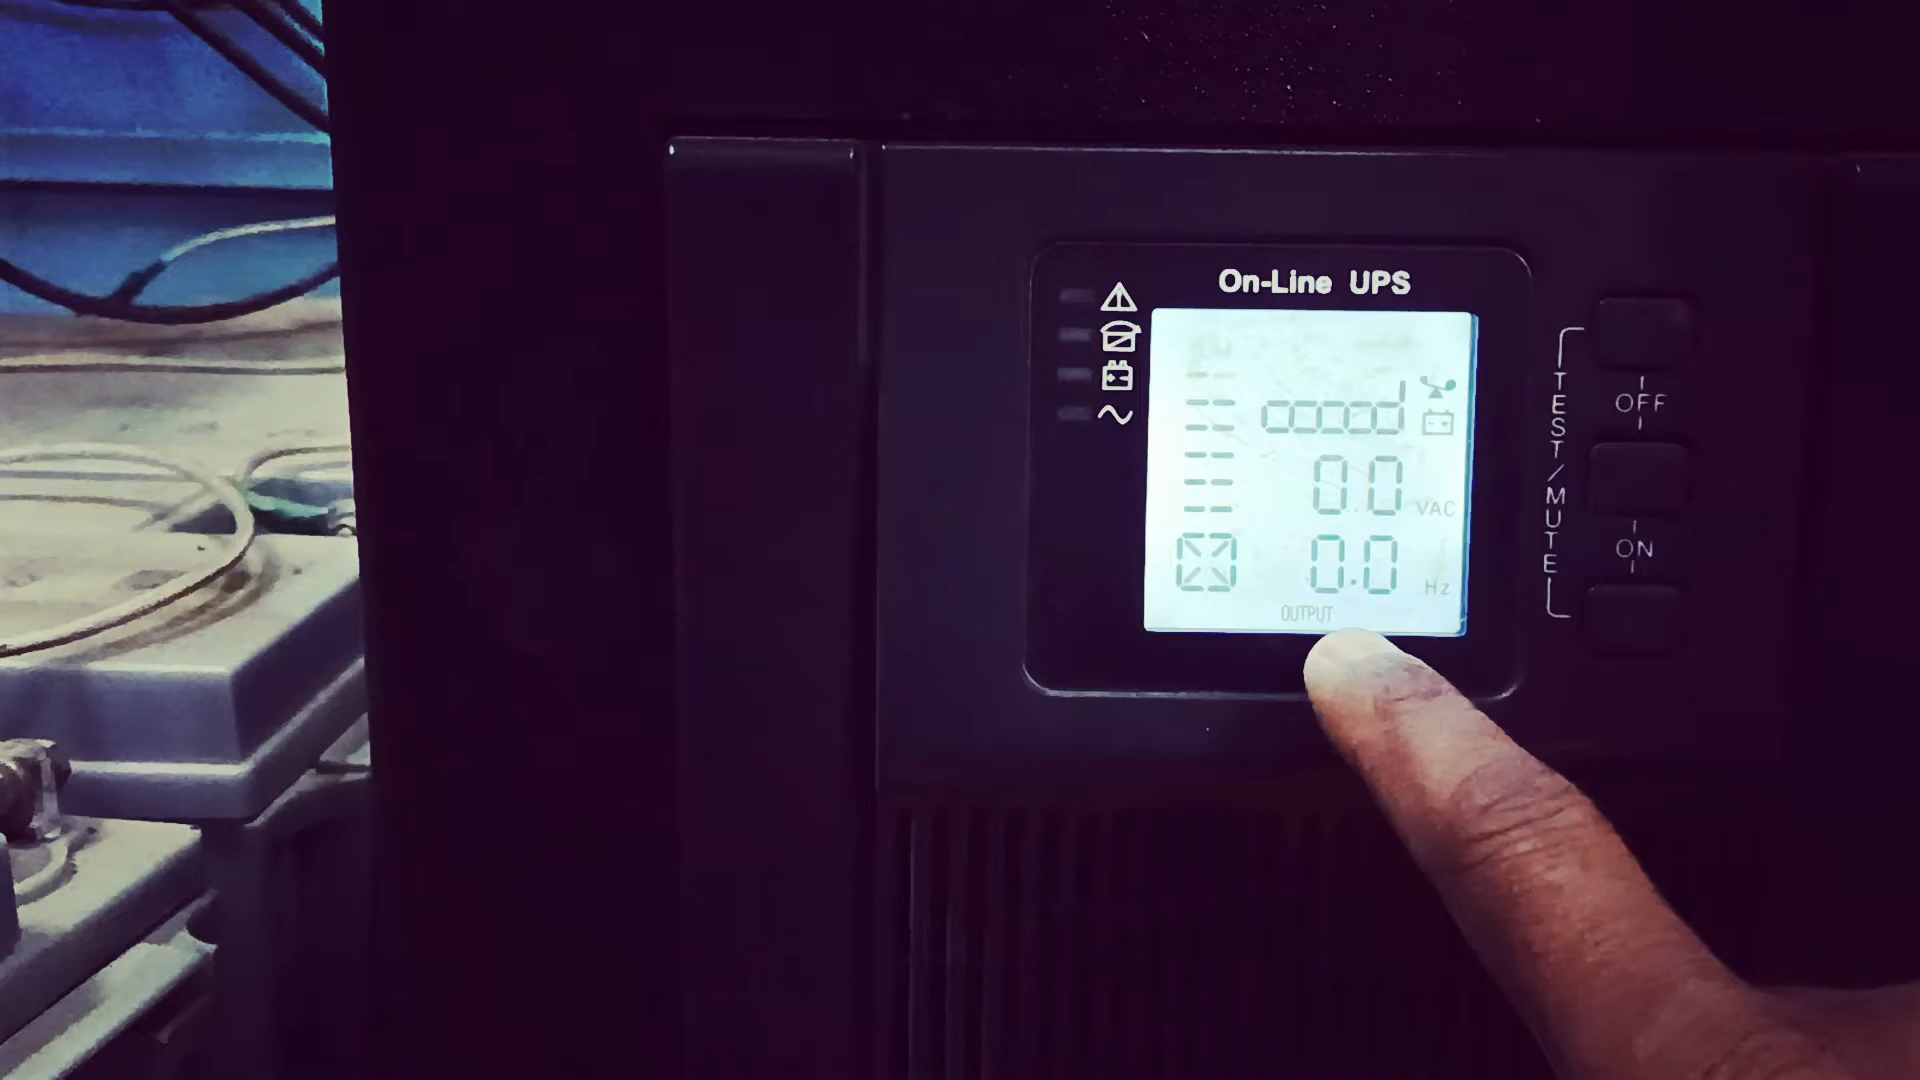 On-Line UPS
0.0
VAC
0.0
Hz
OUTPUT
OFF
ON
TEST/MUTE